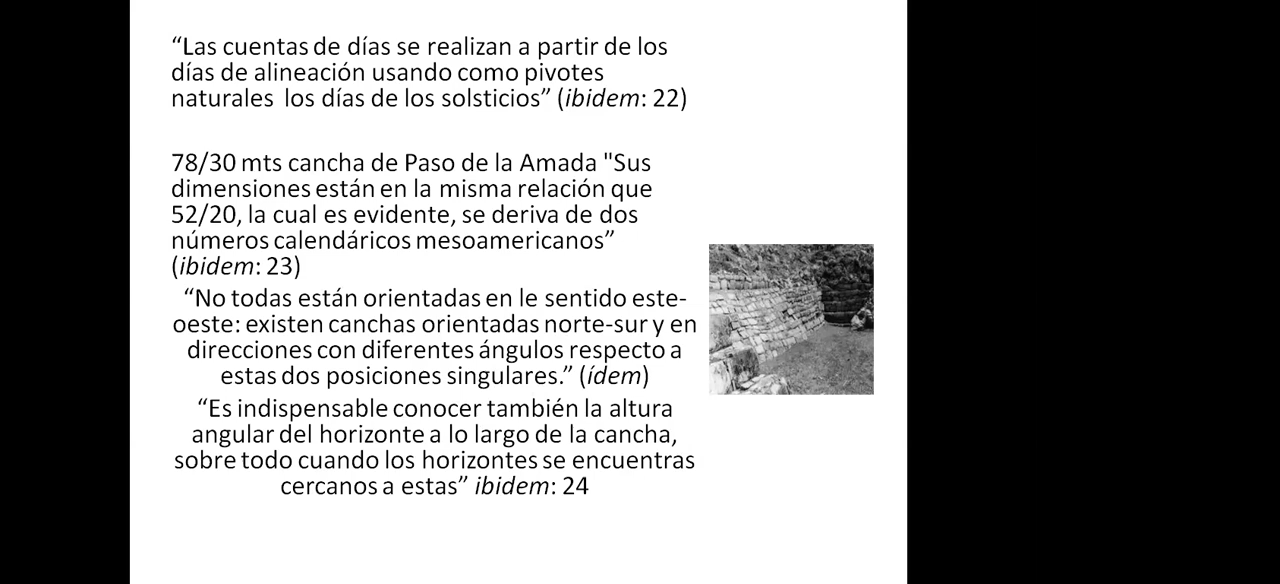 “Las cuentas de días se realizan a partir de los
días de alineación usando como pivotes
naturales los días de los solsticios” (ibidem: 22)
78/30 mts cancha de Paso de la Amada "Sus
dimensiones están en la misma relación que
52/20, la cual es evidente, se deriva de dos
números calendáricos mesoamericanos”
(ibidem: 23)
“No todas están orientadas en le sentido este-
oeste: existen canchas orientadas norte-sur y en
direcciones con diferentes ángulos respecto a
estas dos posiciones singulares.” (ídem)
“Es indispensable conocer también la altura
angular del horizonte a lo largo de la cancha,
sobre todo cuando los horizontes se encuentras
cercanos a estas” ibidem: 24